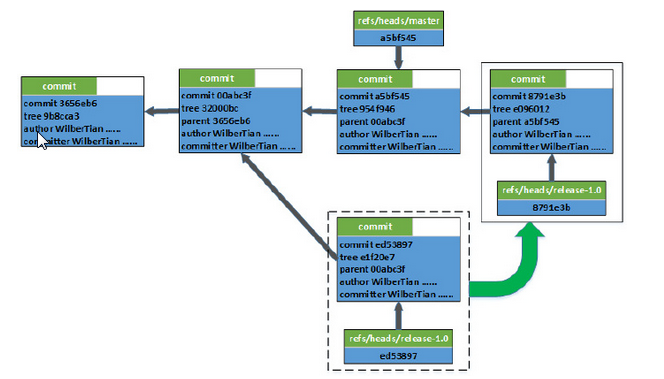 refs/heads/master
a5bf545
commit
commit 3656eb6
tree 9b8cca3
author WilberTian ......
committer WilberTian ......
commit
commit 00abc3f
tree 32000bc
parent 3656eb6
author WilberTian ......
committer WilberTian ......
commit
commit a5bf545
tree 954f946
parent 00abc3f
author WilberTian ......
committer WilberTian ......
commit
commit 8791e3b
tree e096012
parent a5bf545
author WilberTian ......
committer WilberTian ......
refs/heads/release-1.0
8791e3b
commit
commit ed53897
tree e1f20e7
parent 00abc3f
author WilberTian ......
committer WilberTian ......
refs/heads/release-1.0
ed53897